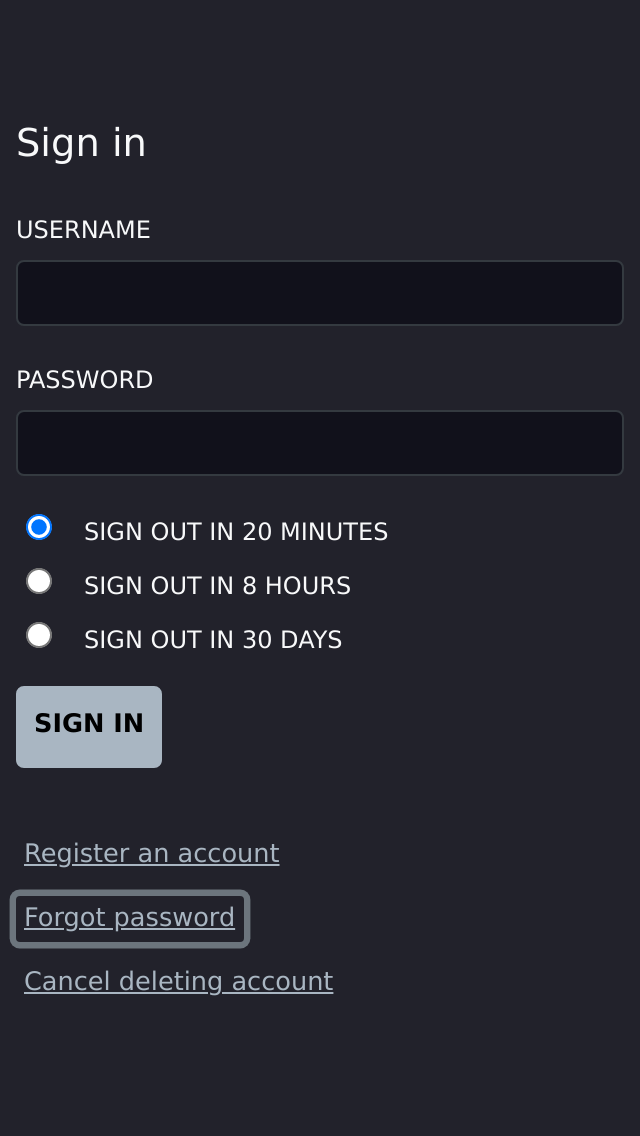 Sign in
USERNAME
PASSWORD
SIGN OUT IN 20 MINUTES
SIGN OUT IN 8 HOURS
SIGN OUT IN 30 DAYS
SIGN IN
Register an account
Forgot password
Cancel deleting account